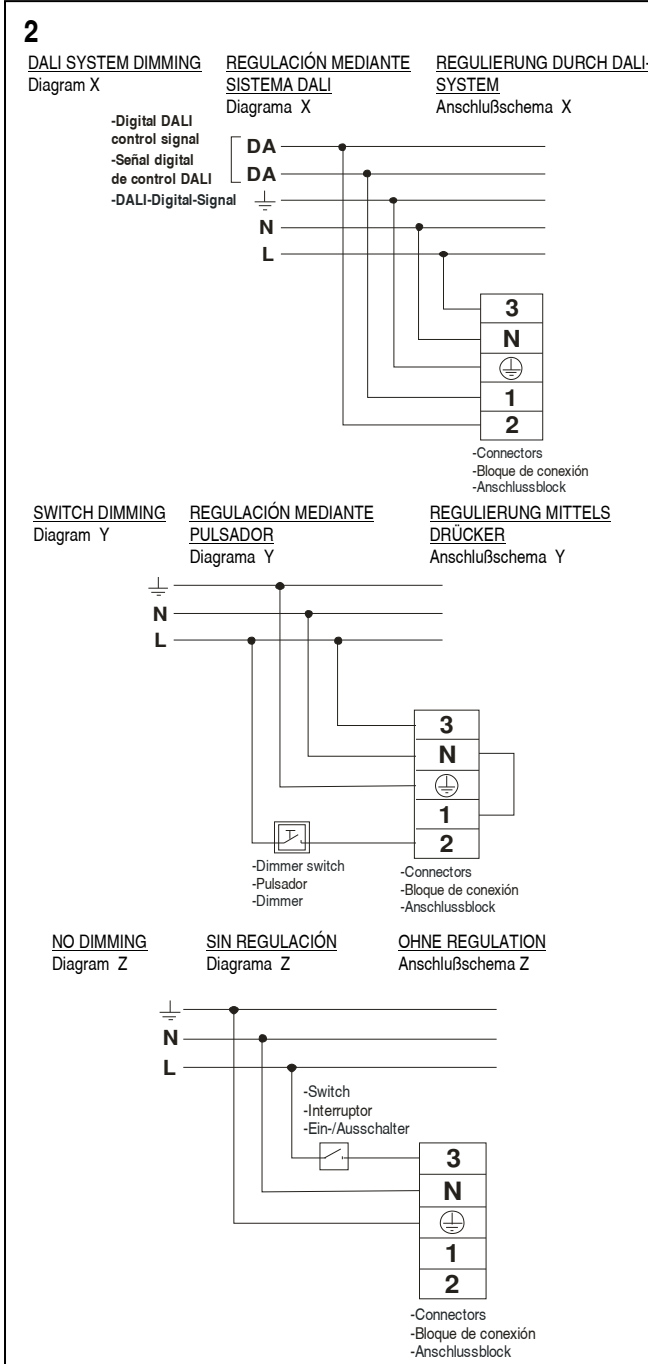 2
DALI SYSTEM DIMMING
Diagram X
REGULACIÓN MEDIANTE
SISTEMA DALI
Diagrama X
REGULIERUNG DURCH DALI-
SYSTEM
Anschlußschema X
-Digital DALI
control signal
-Señal digital
de control DALI
-DALI-Digital-Signal
DA
DA
N
L
3
N
1
2
-Connectors
-Bloque de conexión
-Anschlussblock
SWITCH DIMMING
Diagram Y
REGULACIÓN MEDIANTE
PULSADOR
Diagrama Y
REGULIERUNG MITTELS
DRÜCKER
Anschlußschema Y
N
L
3
N
1
2
-Dimmer switch
-Pulsador
-Dimmer
-Connectors
-Bloque de conexión
-Anschlussblock
NO DIMMING
Diagram Z
SIN REGULACIÓN
Diagrama Z
OHNE REGULATION
Anschlußschema Z
N
L
-Switch
-Interruptor
-Ein-/Ausschalter
3
N
1
2
-Connectors
-Bloque de conexión
-Anschlussblock